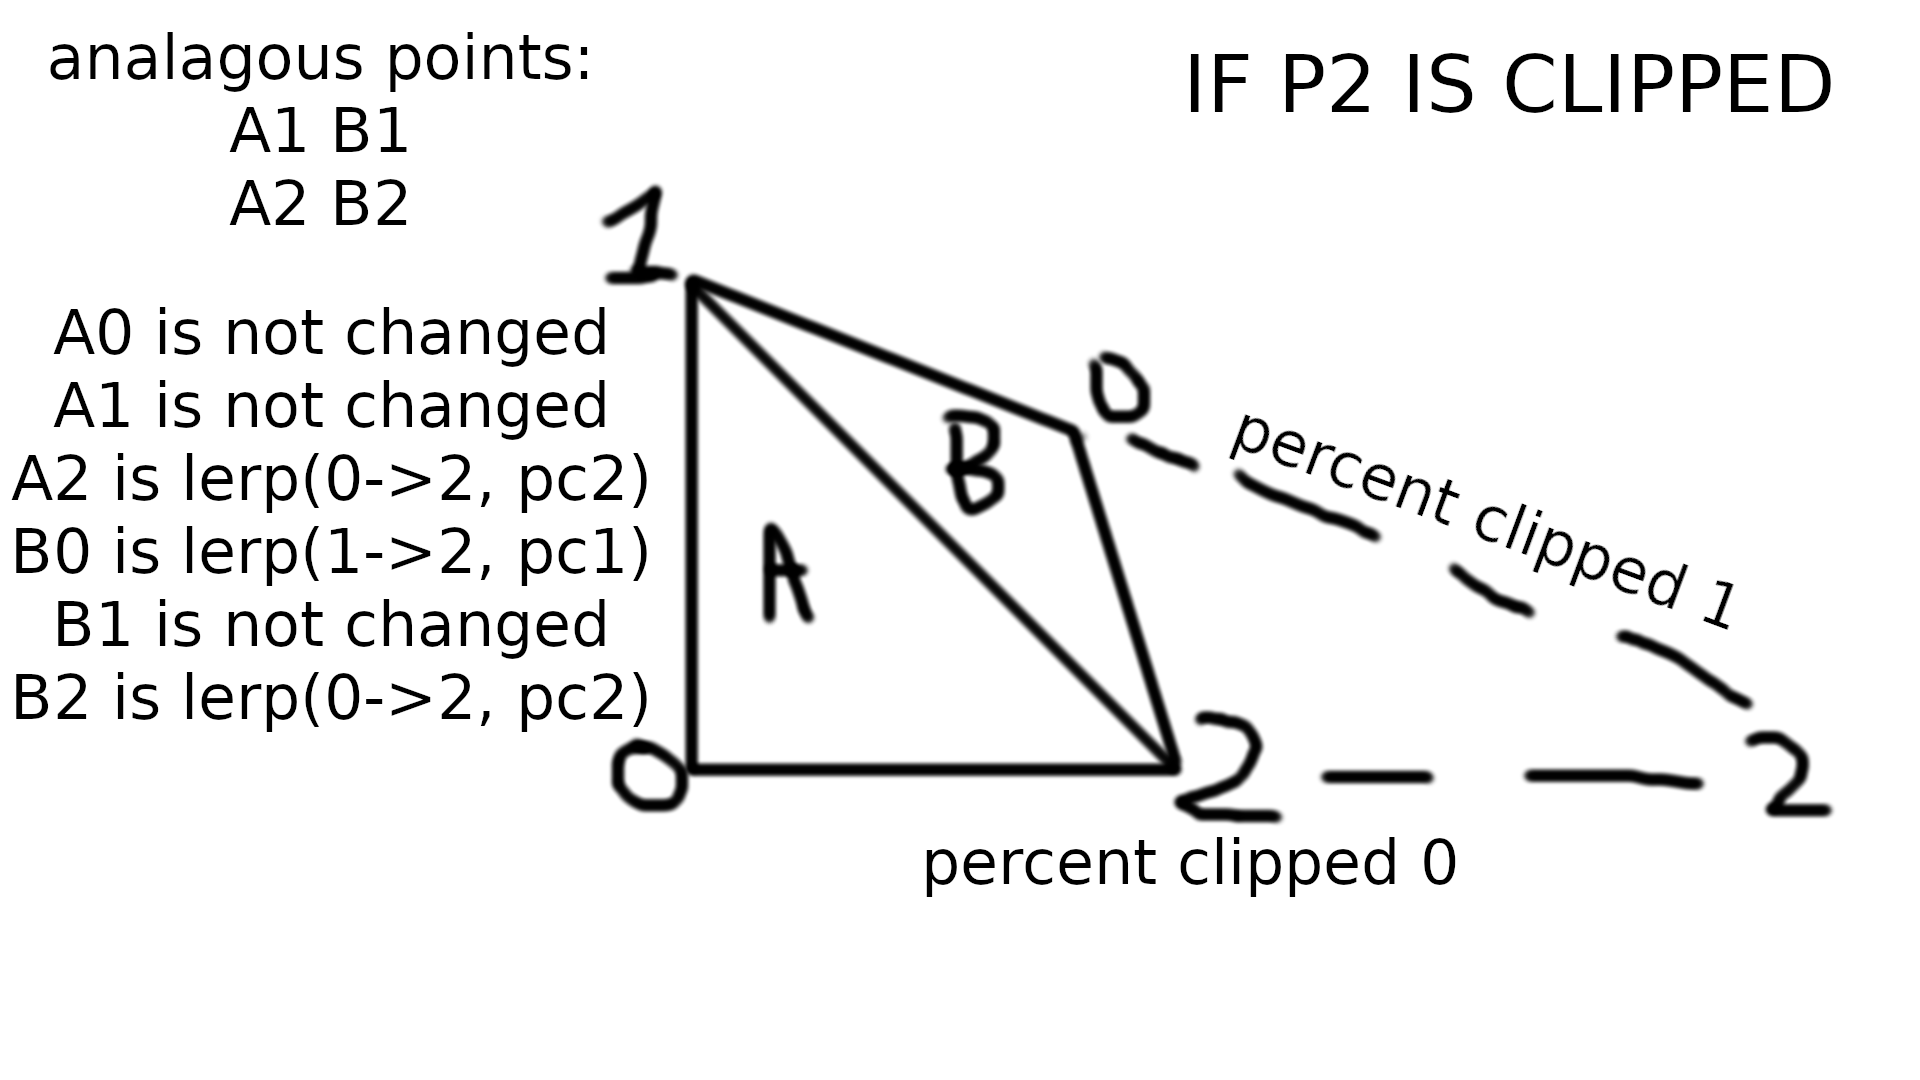 analagous points:
A1 B1
A2 B2
IF P2 IS CLIPPED
A0 is not changed
A1 is not changed
A2 is lerp(0->2, pc2)
B0 is lerp(1->2, pc1)
B1 is not changed
B2 is lerp(0->2, pc2)
1
0
B
A
percent clipped 1
0
2
2
percent clipped 0